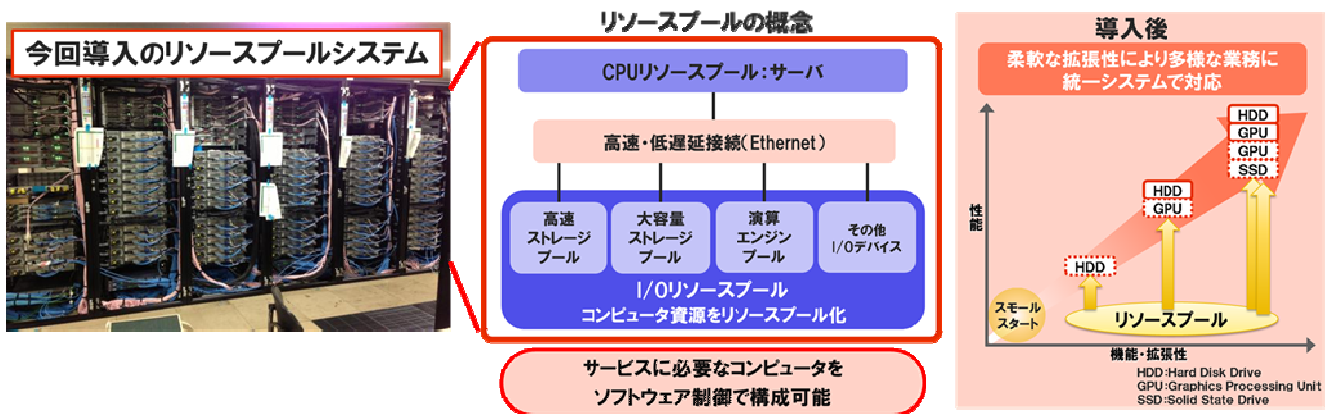 今回導入のリソースプールシステム
リソースプールの概念
CPUリソースプール:サーバ
高速・低遅延接続(Ethernet)
高速
ストレージ
プール
大容量
ストレージ
プール
演算
エンジン
プール
その他
I/Oデバイス
I/Oリソースプール
コンピュータ資源をリソースプール化
サービスに必要なコンピュータを
ソフトウェア制御で構成可能
導入後
柔軟な拡張性により多様な業務に
統一システムで対応
HDD
GPU
GPU
SSD
HDD
GPU
HDD
性能
スモール
スタート
リソースプール
機能・拡張性
HDD:Hard Disk Drive
GPU:Graphics Processing Unit
SSD:Solid State Drive